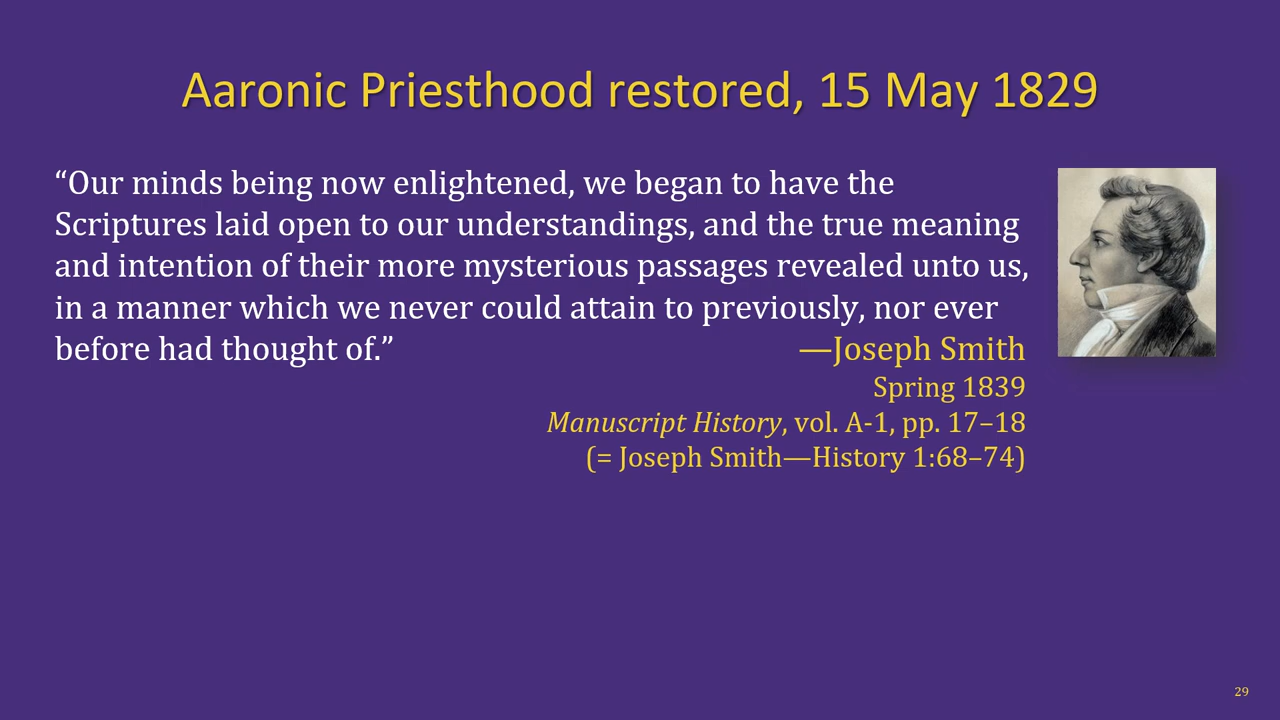 Aaronic Priesthood restored, 15 May 1829
“Our minds being now enlightened, we began to have the
Scriptures laid open to our understandings, and the true meaning
and intention of their more mysterious passages revealed unto us,
in a manner which we never could attain to previously, nor ever
before had thought of.” —Joseph Smith
Spring 1839
Manuscript History, vol. A-1, pp. 17–18
(= Joseph Smith—History 1:68–74)
29